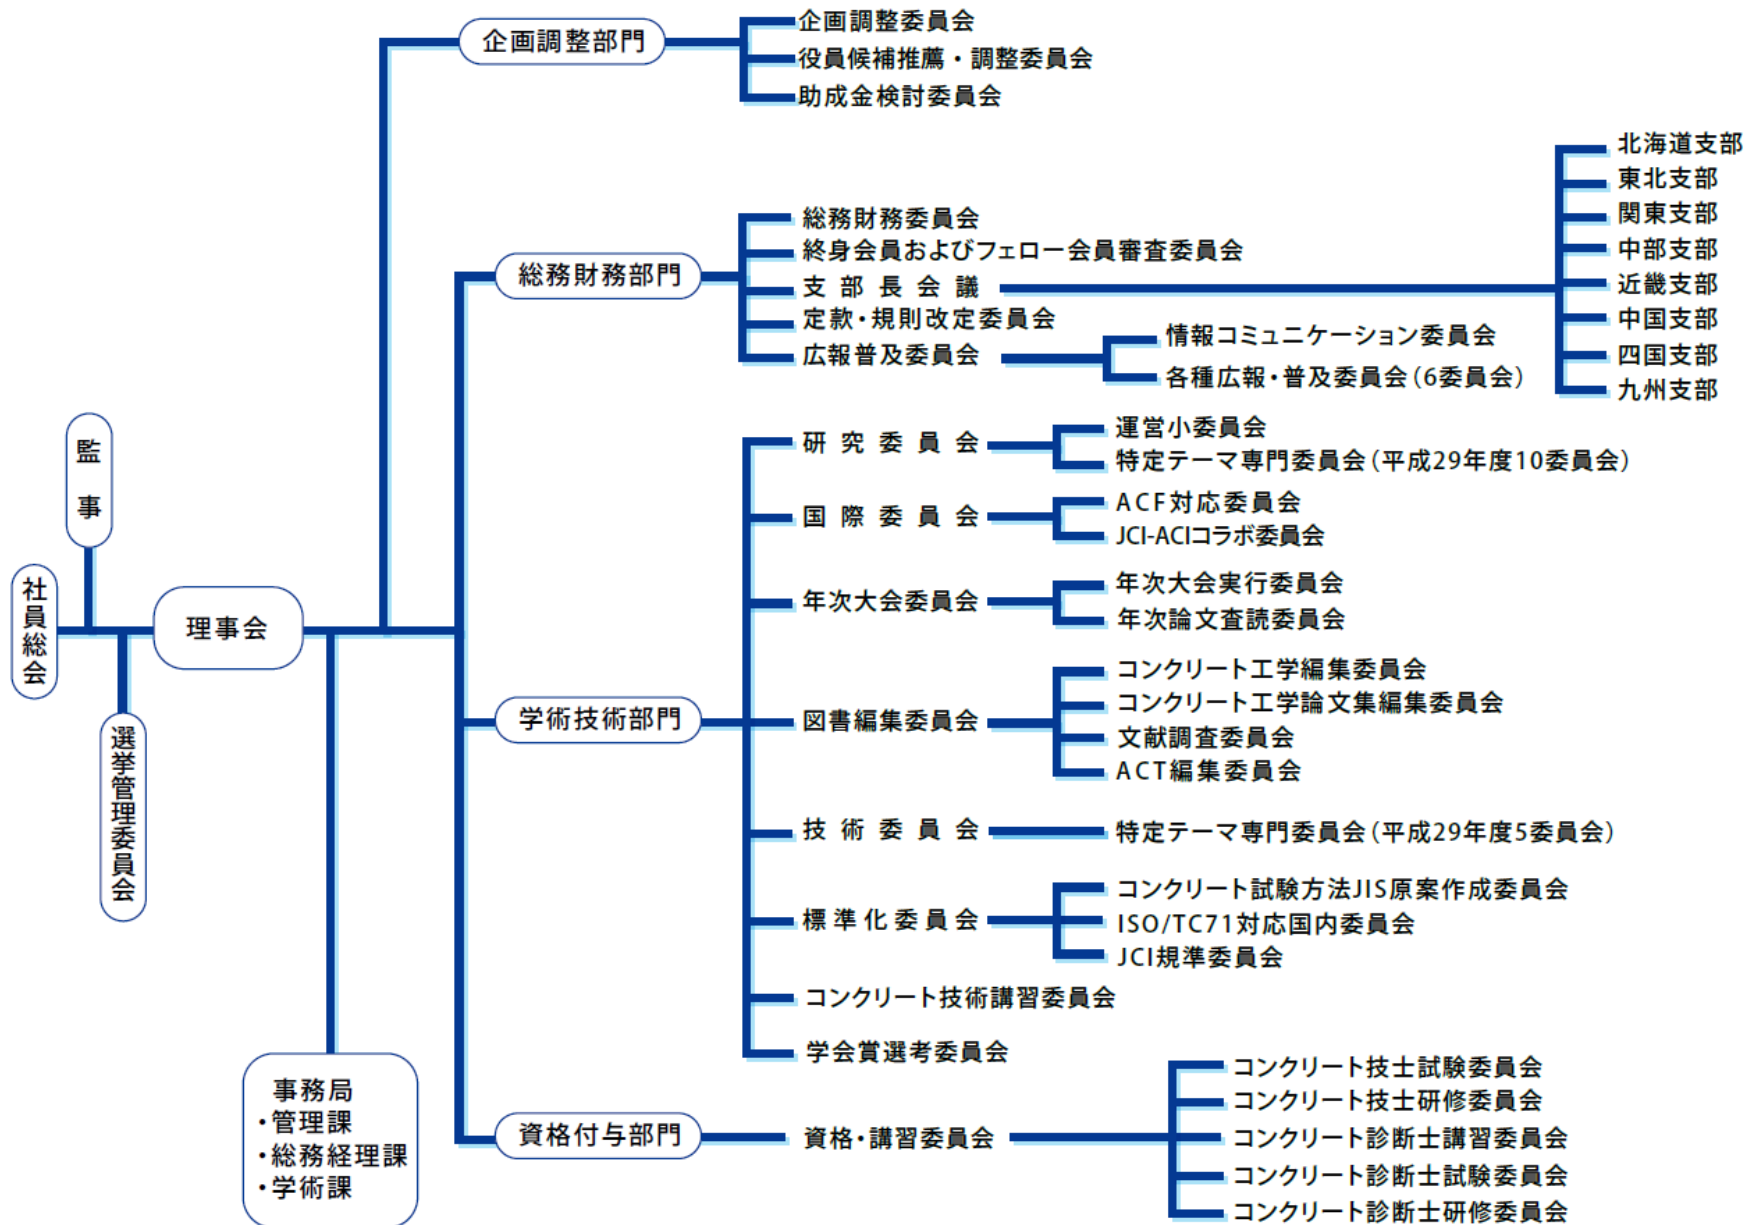 企画調整部門
企画調整委員会
役員候補推薦・調整委員会
助成金検討委員会
総務財務部門
総務財務委員会
終身会員およびフェロー会員審査委員会
支部長会議
定款・規則改定委員会
広報普及委員会
情報コミュニケーション委員会
各種広報・普及委員会（6委員会）
北海道支部
東北支部
関東支部
中部支部
近畿支部
中国支部
四国支部
九州支部
監事
社員総会
理事会
選挙管理委員会
事務局
・管理課
・総務経理課
・学術課
学術技術部門
研究委員会
運営小委員会
特定テーマ専門委員会（平成29年度10委員会）
国際委員会
ACF対応委員会
JCI-ACIコラボ委員会
年次大会委員会
年次大会実行委員会
年次論文査読委員会
図書編集委員会
コンクリート工学編集委員会
コンクリート工学論文集編集委員会
文献調査委員会
ACT編集委員会
技術委員会
特定テーマ専門委員会（平成29年度5委員会）
標準化委員会
コンクリート試験方法JIS原案作成委員会
ISO/TC71対応国内委員会
JCI規準委員会
コンクリート技術講習委員会
学会賞選考委員会
資格付与部門
資格・講習委員会
コンクリート技士試験委員会
コンクリート技士研修委員会
コンクリート診断士講習委員会
コンクリート診断士試験委員会
コンクリート診断士研修委員会